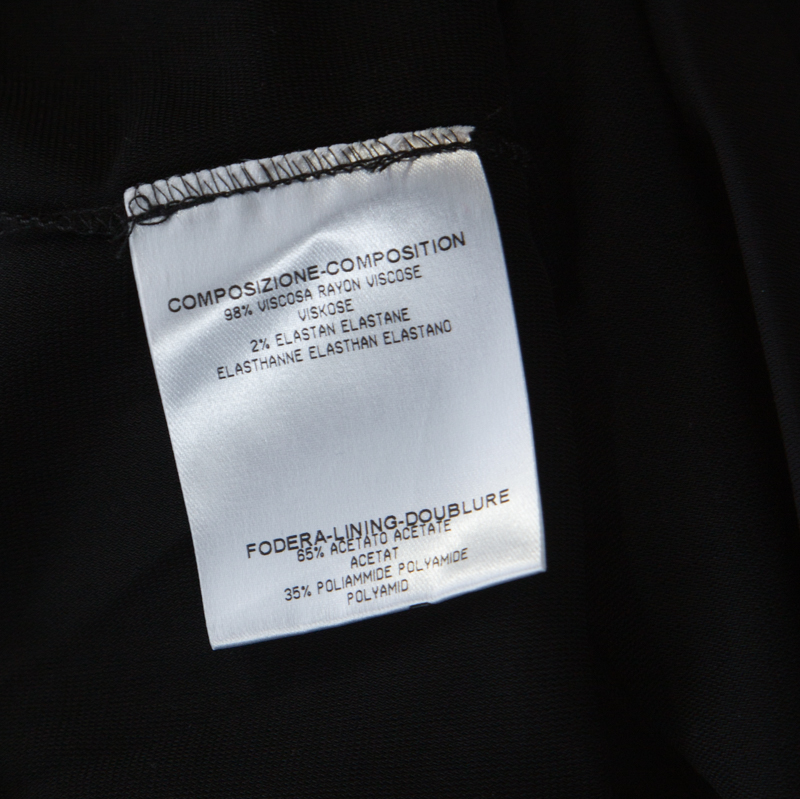 COMPOSIZIONE-COMPOSITION
98% VISCOSA RAYON VISCOSE
VISKOSE
2% ELASTAN ELASTANE
ELASTHANNE ELASTHAN ELASTANO
FODERA-LINING-DOUBLURE
65% ACETATO ACETATE
ACETAT
35% POLIAMMIDE POLYAMIDE
POLYAMID